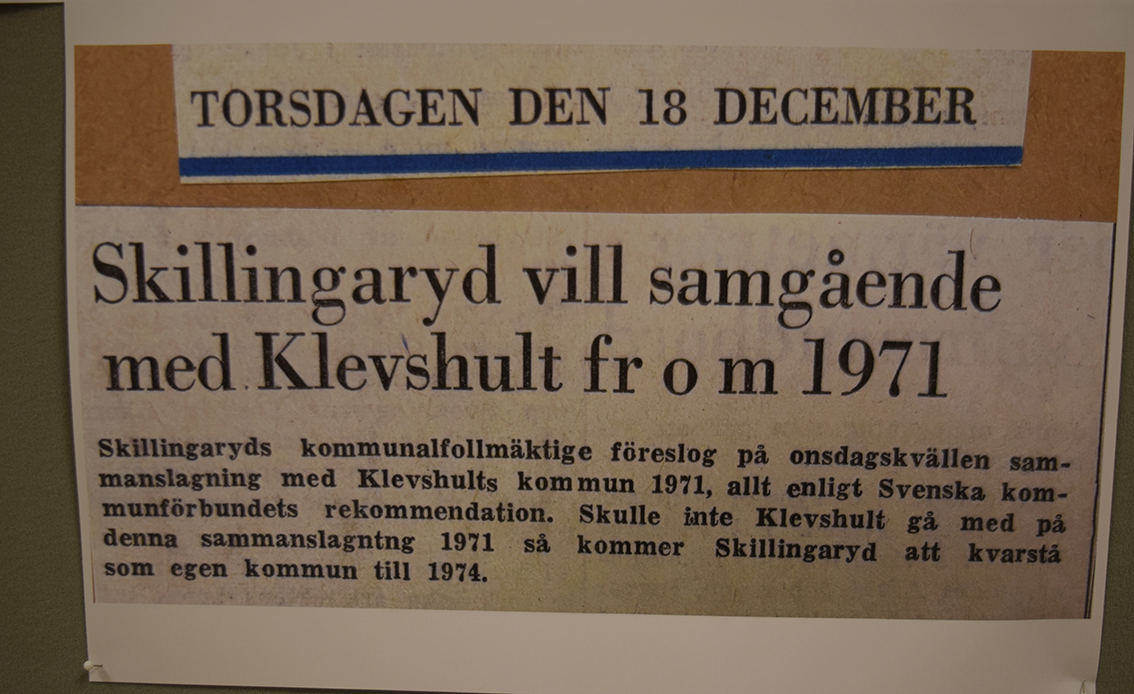 TORSDAGEN DEN 18 DECEMBER
Skillingaryd vill samgående
med Klevshult fr o m 1971
Skillingaryds kommunalfollmäktige föreslog på onsdagskvällen sam-
manslagning med Klevshults kommun 1971, allt enligt Svenska kom-
munförbundets rekommendation. Skulle inte Klevshult gå med på
denna sammanslagntng 1971 så kommer Skillingaryd att kvarstå
som egen kommun till 1974.